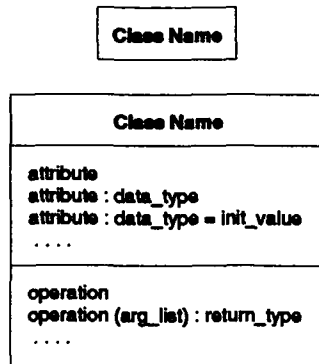 Class Name
Class Name
attribute
attribute : data_type
attribute : data_type = init_value
. . . .
operation
operation (arg_list) : return_type
. . . .